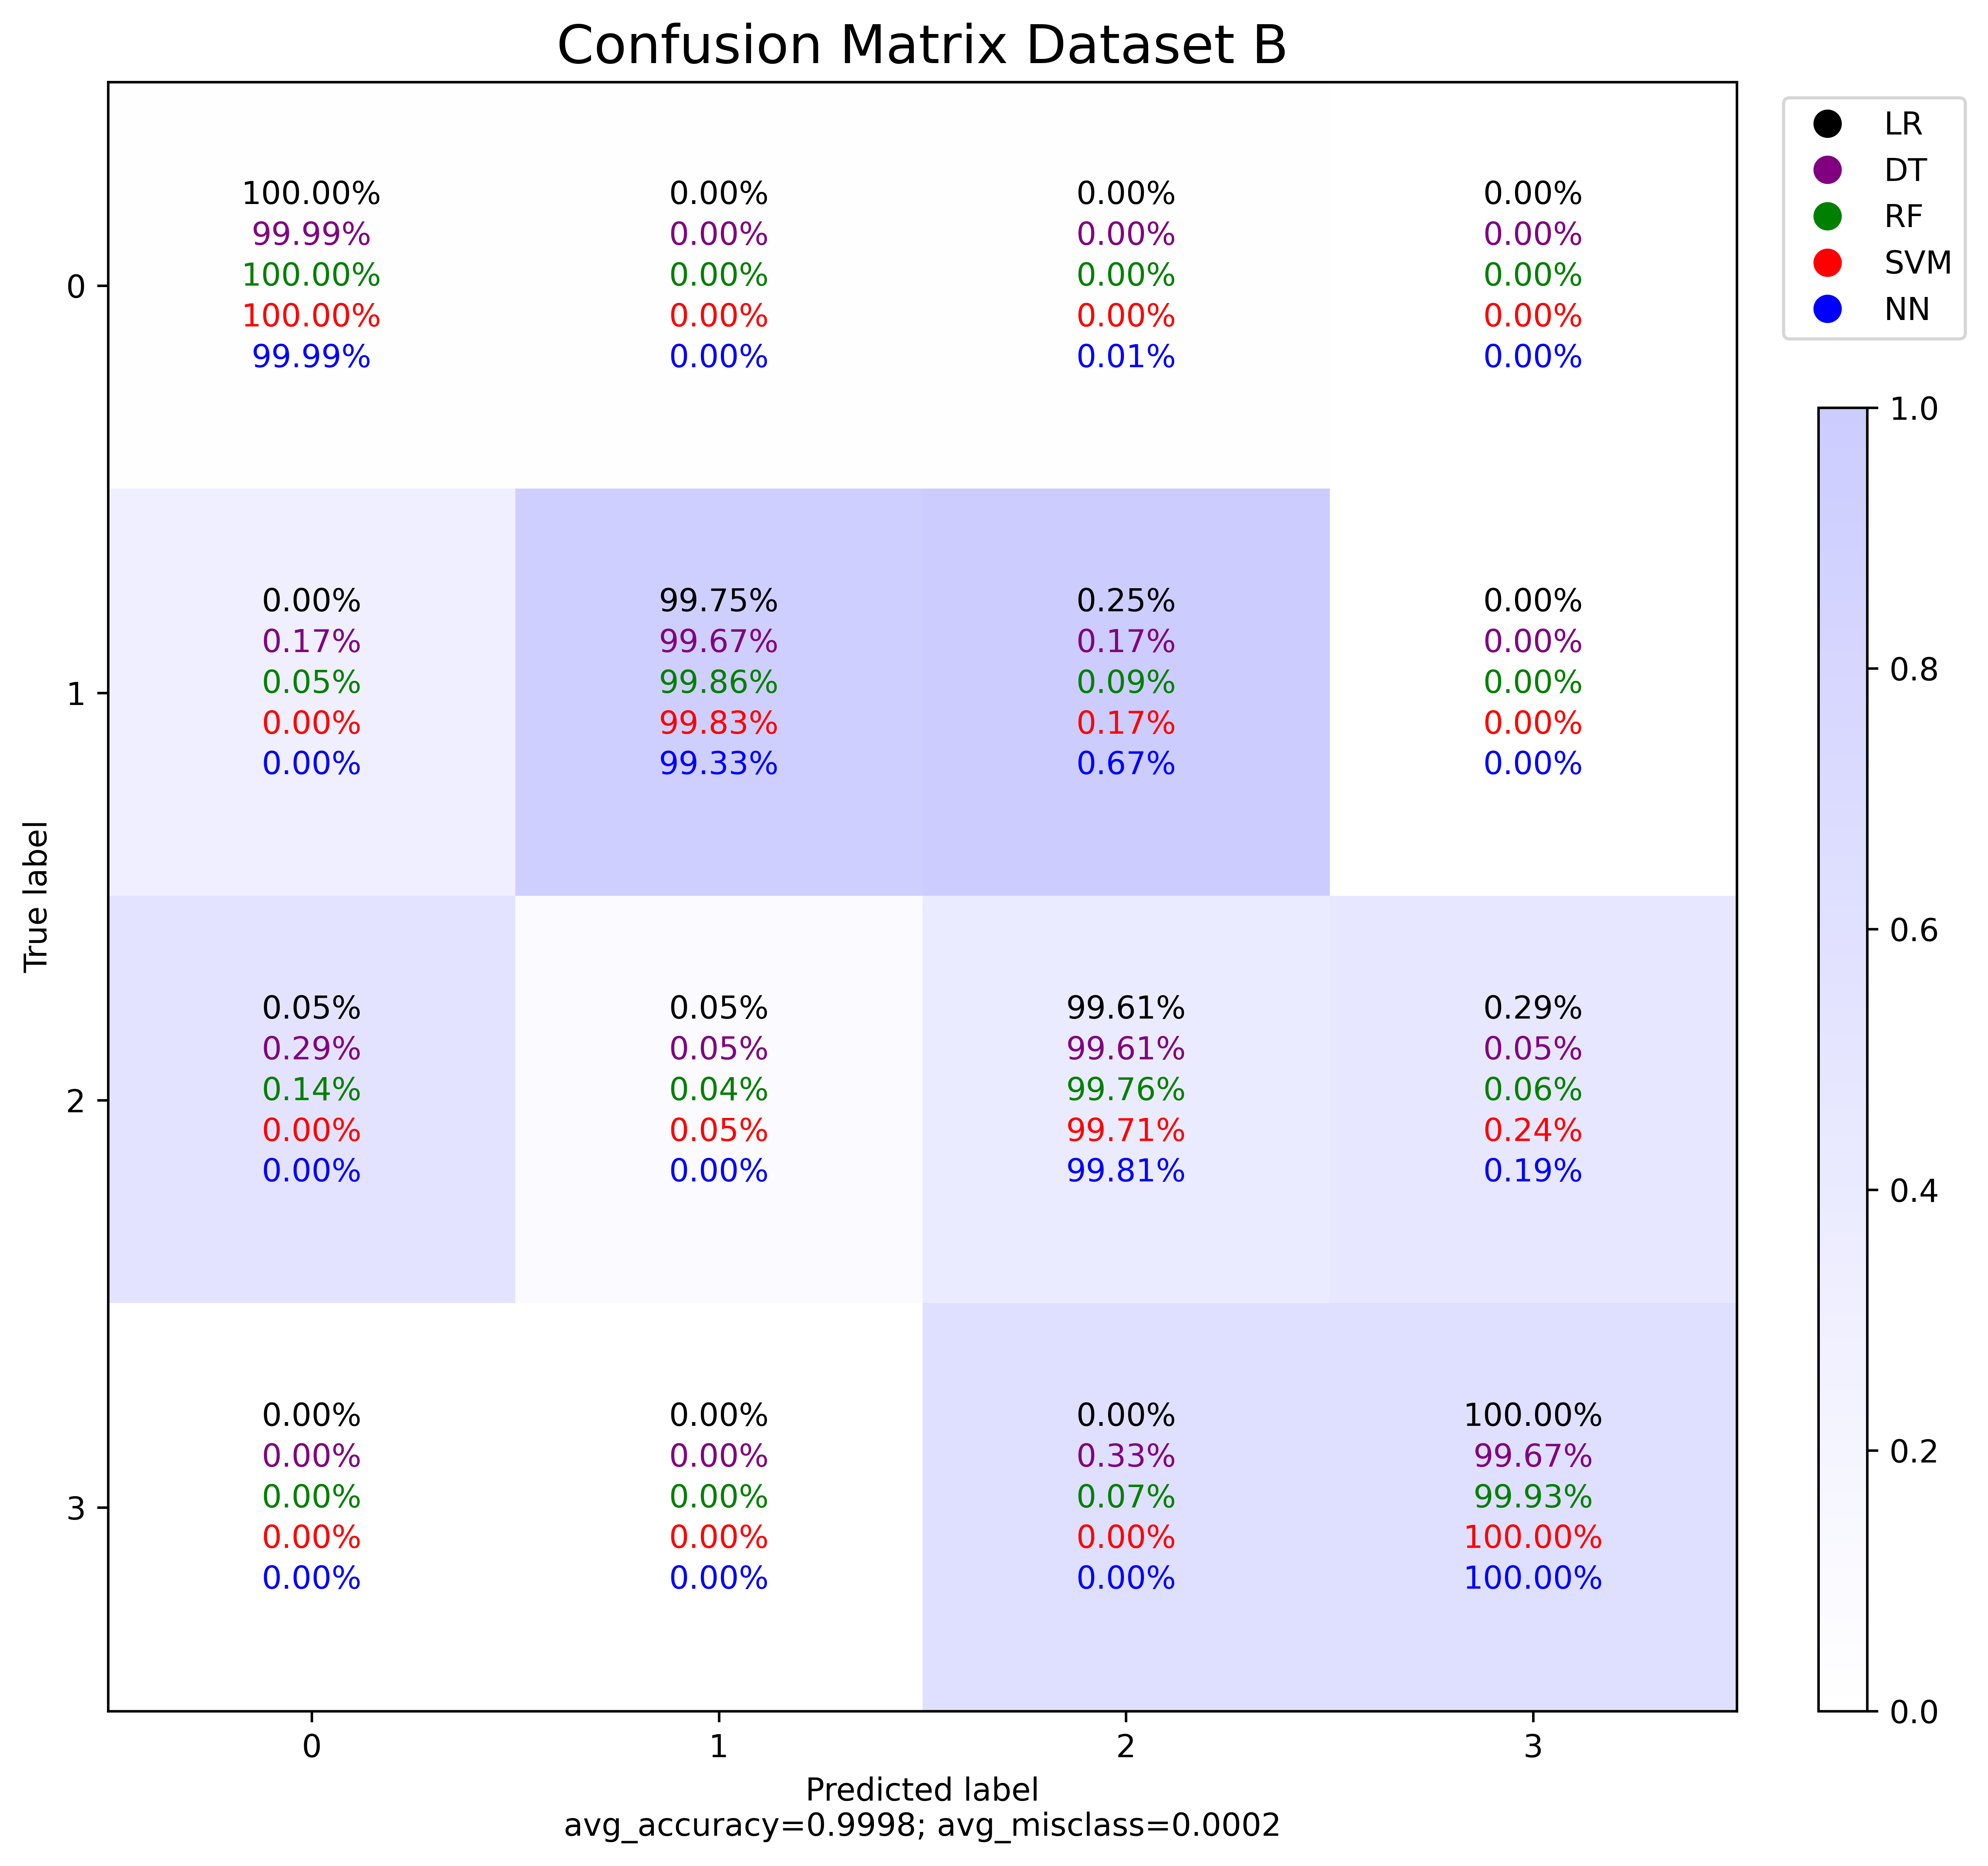 Confusion Matrix Dataset B
LR
DT
RF
SVM
NN
100.00% 0.00% 0.00% 0.00%
99.99% 0.00% 0.00% 0.00%
100.00% 0.00% 0.00% 0.00%
100.00% 0.00% 0.00% 0.00%
99.99% 0.00% 0.01% 0.00%
0
0.00% 99.75% 0.25% 0.00%
0.17% 99.67% 0.17% 0.00%
0.05% 99.86% 0.09% 0.00%
0.00% 99.83% 0.17% 0.00%
0.00% 99.33% 0.67% 0.00%
1
0.05% 0.05% 99.61% 0.29%
0.29% 0.05% 99.61% 0.05%
0.14% 0.04% 99.76% 0.06%
0.00% 0.05% 99.71% 0.24%
0.00% 0.00% 99.81% 0.19%
2
0.00% 0.00% 0.00% 100.00%
0.00% 0.00% 0.33% 99.67%
0.00% 0.00% 0.07% 99.93%
0.00% 0.00% 0.00% 100.00%
0.00% 0.00% 0.00% 100.00%
3
True label
0 1 2 3
Predicted label
avg_accuracy=0.9998; avg_misclass=0.0002
1.0
0.8
0.6
0.4
0.2
0.0